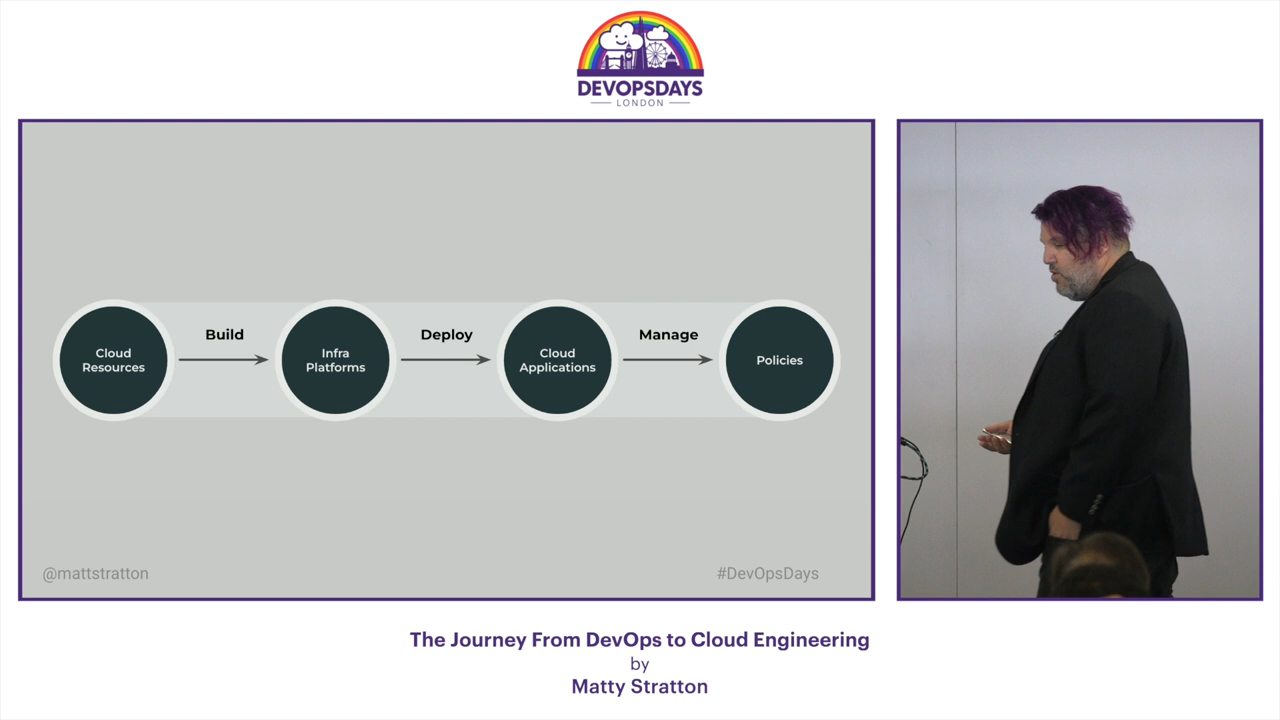 DEVOPSDAYS
LONDON
Cloud
Resources
Build
Infra
Platforms
Deploy
Cloud
Applications
Manage
Policies
@mattstratton
#DevOpsDays
The Journey From DevOps to Cloud Engineering
by
Matty Stratton